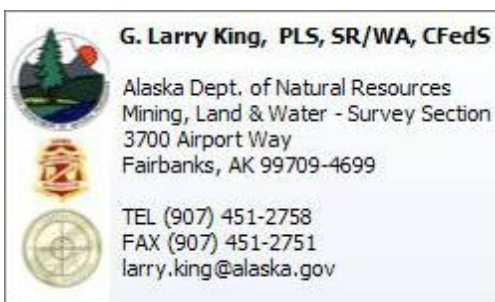 G. Larry King, PLS, SR/WA, CFedS
Alaska Dept. of Natural Resources
Mining, Land & Water - Survey Section
3700 Airport Way
Fairbanks, AK 99709-4699
TEL (907) 451-2758
FAX (907) 451-2751
larry.king@alaska.gov